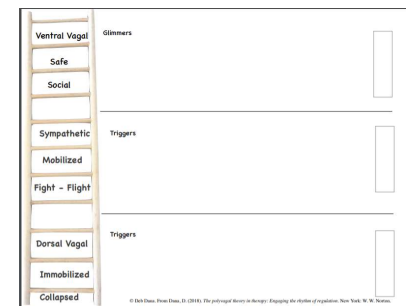 Ventral Vagal
Safe
Social
Glimmers
Sympathetic
Mobilized
Fight - Flight
Triggers
Dorsal Vagal
Immobilized
Collapsed
Triggers
© Deb Dana. From Dana, D. (2018). The polyvagal theory in therapy: Engaging the rhythm of regulation. New York: W. W. Norton.